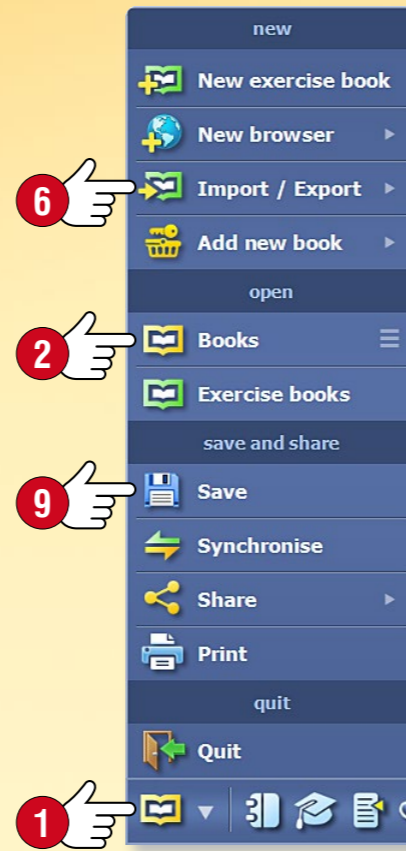 new
New exercise book
New browser
6 Import / Export
Add new book
open
2 Books
Exercise books
save and share
9 Save
Synchronise
Share
Print
quit
Quit
1